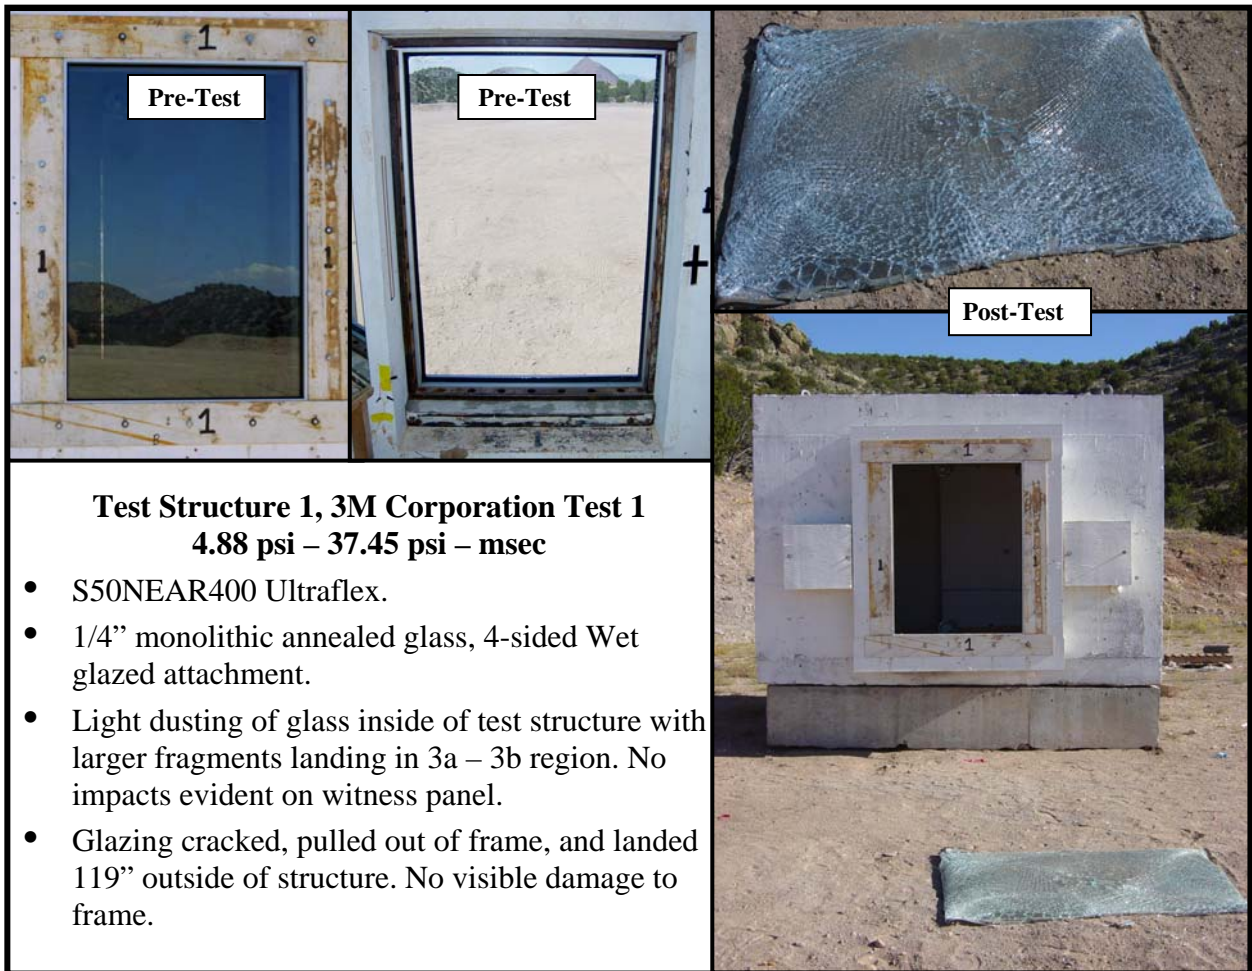 1
Pre-Test
1
1
1
Pre-Test
1
+
Post-Test
1
1
1
1
Test Structure 1, 3M Corporation Test 1
4.88 psi – 37.45 psi – msec
• S50NEAR400 Ultraflex.
• 1/4” monolithic annealed glass, 4-sided Wet
glazed attachment.
• Light dusting of glass inside of test structure with
larger fragments landing in 3a – 3b region. No
impacts evident on witness panel.
• Glazing cracked, pulled out of frame, and landed
119” outside of structure. No visible damage to
frame.